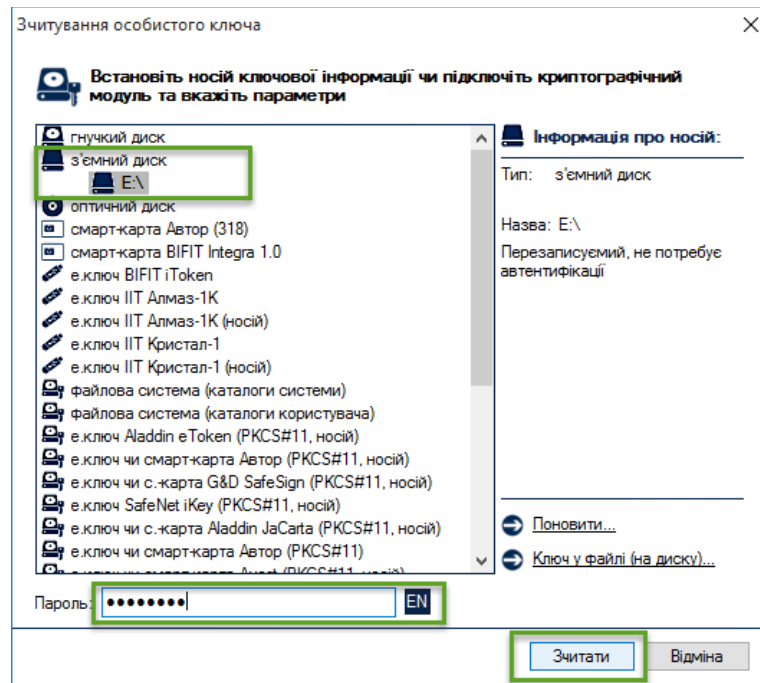 Зчитування особистого ключа
Встановіть носій ключової інформації чи підключіть криптографічний
модуль та вкажіть параметри
гнучкий диск
з'ємний диск
E:\
оптичний диск
смарт-карта Автор (318)
смарт-карта BIFIT Integra 1.0
е.ключ BIFIT iToken
е.ключ ІІТ Алмаз-1К
е.ключ ІІТ Алмаз-1К (носій)
е.ключ ІІТ Кристал-1
е.ключ ІІТ Кристал-1 (носій)
файлова система (каталоги системи)
файлова система (каталоги користувача)
е.ключ Aladdin eToken (PKCS#11, носій)
е.ключ чи смарт-карта Автор (PKCS#11, носій)
е.ключ чи с.-карта G&D SafeSign (PKCS#11, носій)
е.ключ SafeNet iKey (PKCS#11, носій)
е.ключ чи с.-карта Aladdin JaCarta (PKCS#11, носій)
е.ключ чи смарт-карта Автор (PKCS#11)
Інформація про носій:
Тип: з'ємний диск
Назва: E:\
Перезаписуємий, не потребує
автентифікації
Поновити...
Ключ у файлі (на диску)...
Пароль: ●●●●●●●● EN
Зчитати Відміна